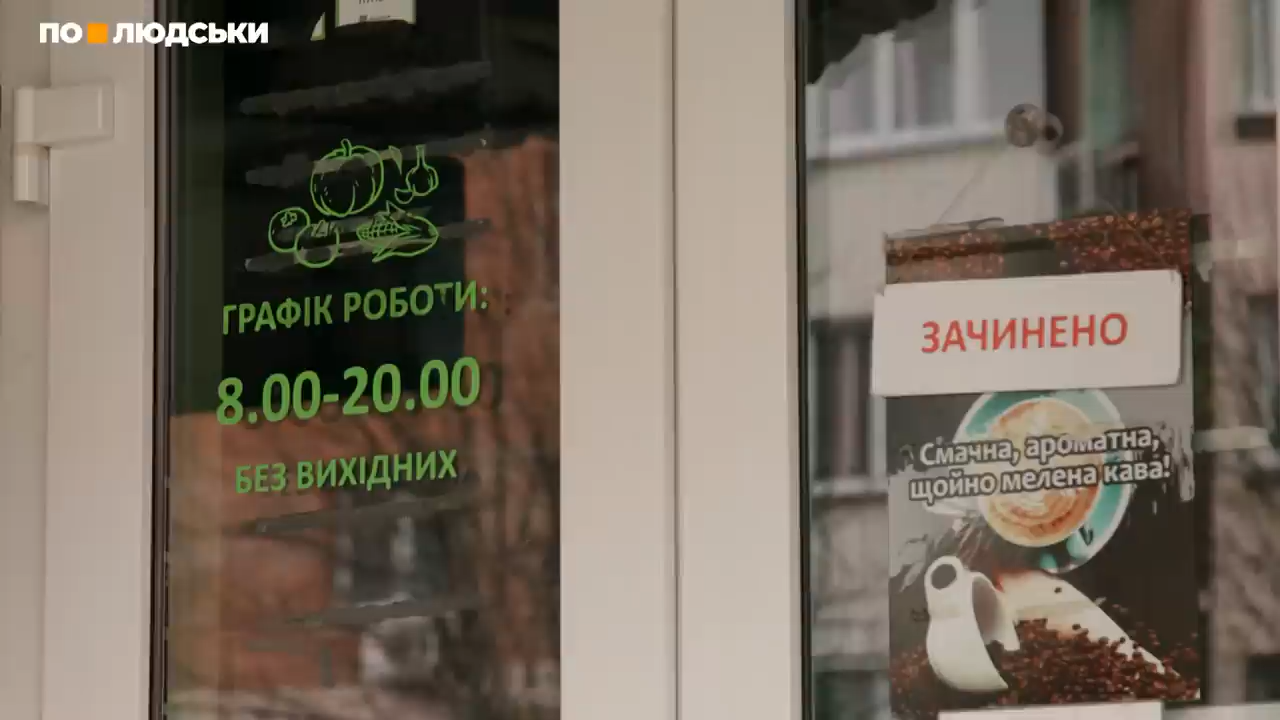 ПО ЛЮДСЬКИ
ГРАФІК РОБОТИ:
8.00-20.00
БЕЗ ВИХІДНИХ
ЗАЧИНЕНО
Смачна, ароматна,
щойно мелена кава!